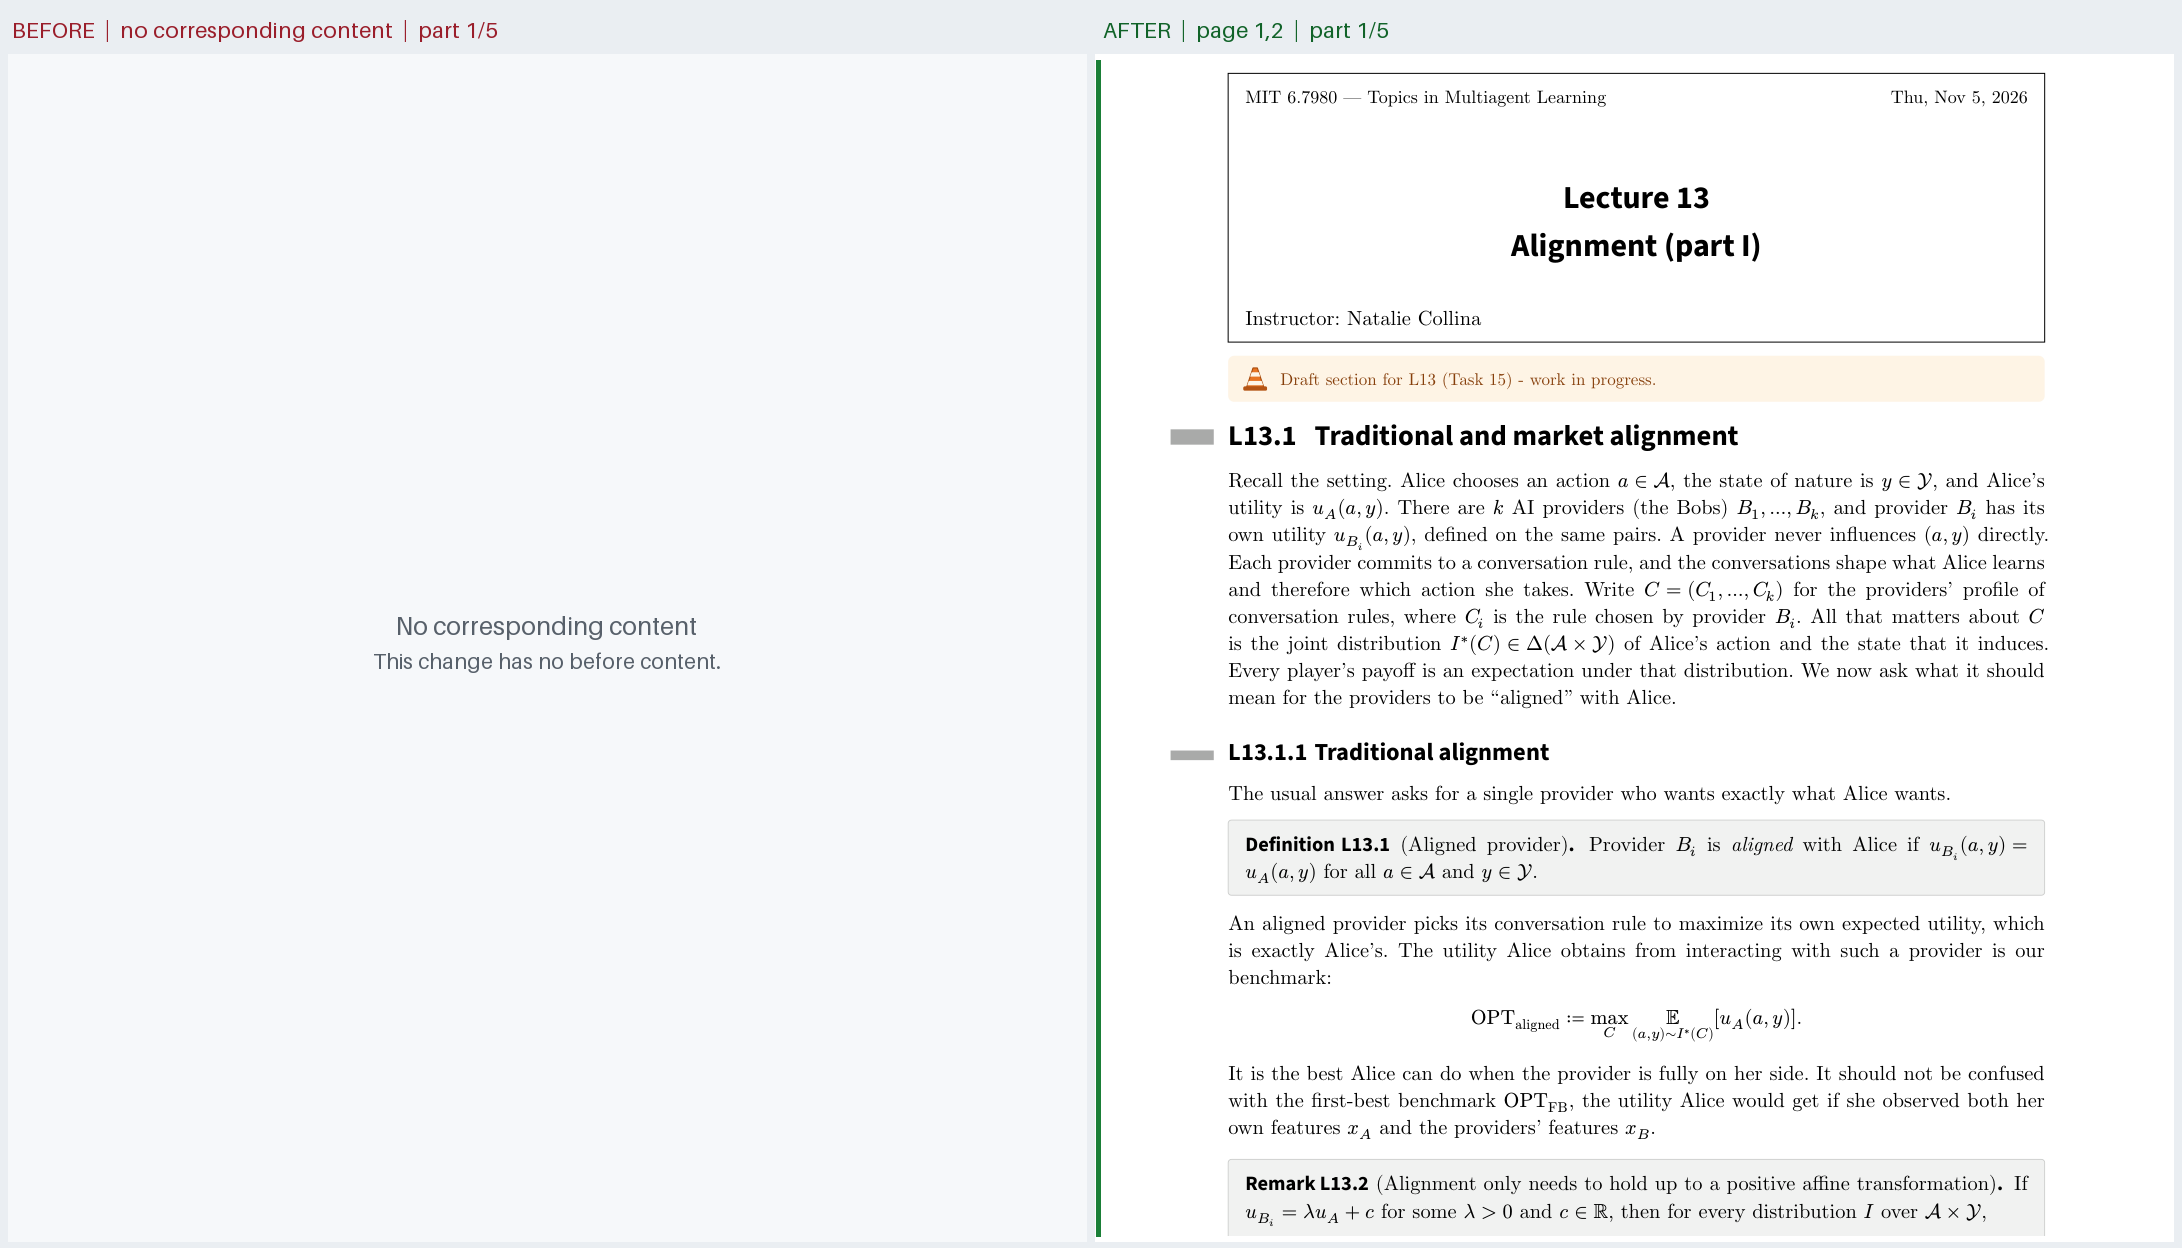 BEFORE | no corresponding content | part 1/5
AFTER | page 1,2 | part 1/5
No corresponding content
This change has no before content.
MIT 6.7980 — Topics in Multiagent Learning
Thu, Nov 5, 2026
Lecture 13
Alignment (part I)
Instructor: Natalie Collina
Draft section for L13 (Task 15) - work in progress.
L13.1 Traditional and market alignment
Recall the setting. Alice chooses an action a ∈ 𝒜, the state of nature is y ∈ 𝒴, and Alice's
utility is u_A(a, y). There are k AI providers (the Bobs) B_1, ..., B_k, and provider B_i has its
own utility u_{B_i}(a, y), defined on the same pairs. A provider never influences (a, y) directly.
Each provider commits to a conversation rule, and the conversations shape what Alice learns
and therefore which action she takes. Write C = (C_1, ..., C_k) for the providers' profile of
conversation rules, where C_i is the rule chosen by provider B_i. All that matters about C
is the joint distribution I*(C) ∈ Δ(𝒜 × 𝒴) of Alice's action and the state that it induces.
Every player's payoff is an expectation under that distribution. We now ask what it should
mean for the providers to be “aligned” with Alice.
L13.1.1 Traditional alignment
The usual answer asks for a single provider who wants exactly what Alice wants.
Definition L13.1 (Aligned provider). Provider B_i is aligned with Alice if u_{B_i}(a, y) =
u_A(a, y) for all a ∈ 𝒜 and y ∈ 𝒴.
An aligned provider picks its conversation rule to maximize its own expected utility, which
is exactly Alice's. The utility Alice obtains from interacting with such a provider is our
benchmark:
OPT_aligned ≔ max_C 𝔼_{(a,y)∼I*(C)}[u_A(a, y)].
It is the best Alice can do when the provider is fully on her side. It should not be confused
with the first-best benchmark OPT_FB, the utility Alice would get if she observed both her
own features x_A and the providers' features x_B.
Remark L13.2 (Alignment only needs to hold up to a positive affine transformation). If
u_{B_i} = λu_A + c for some λ > 0 and c ∈ ℝ, then for every distribution I over 𝒜 × 𝒴,